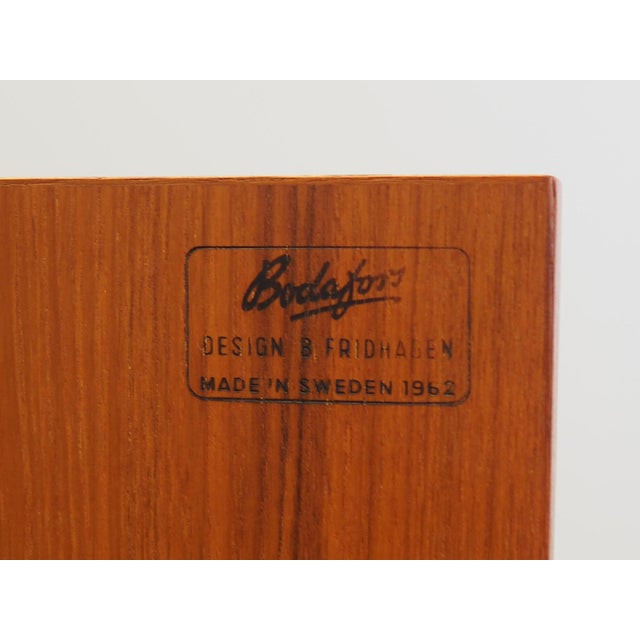 Bodafors
DESIGN B. FRIDHAGEN
MADE IN SWEDEN 1962